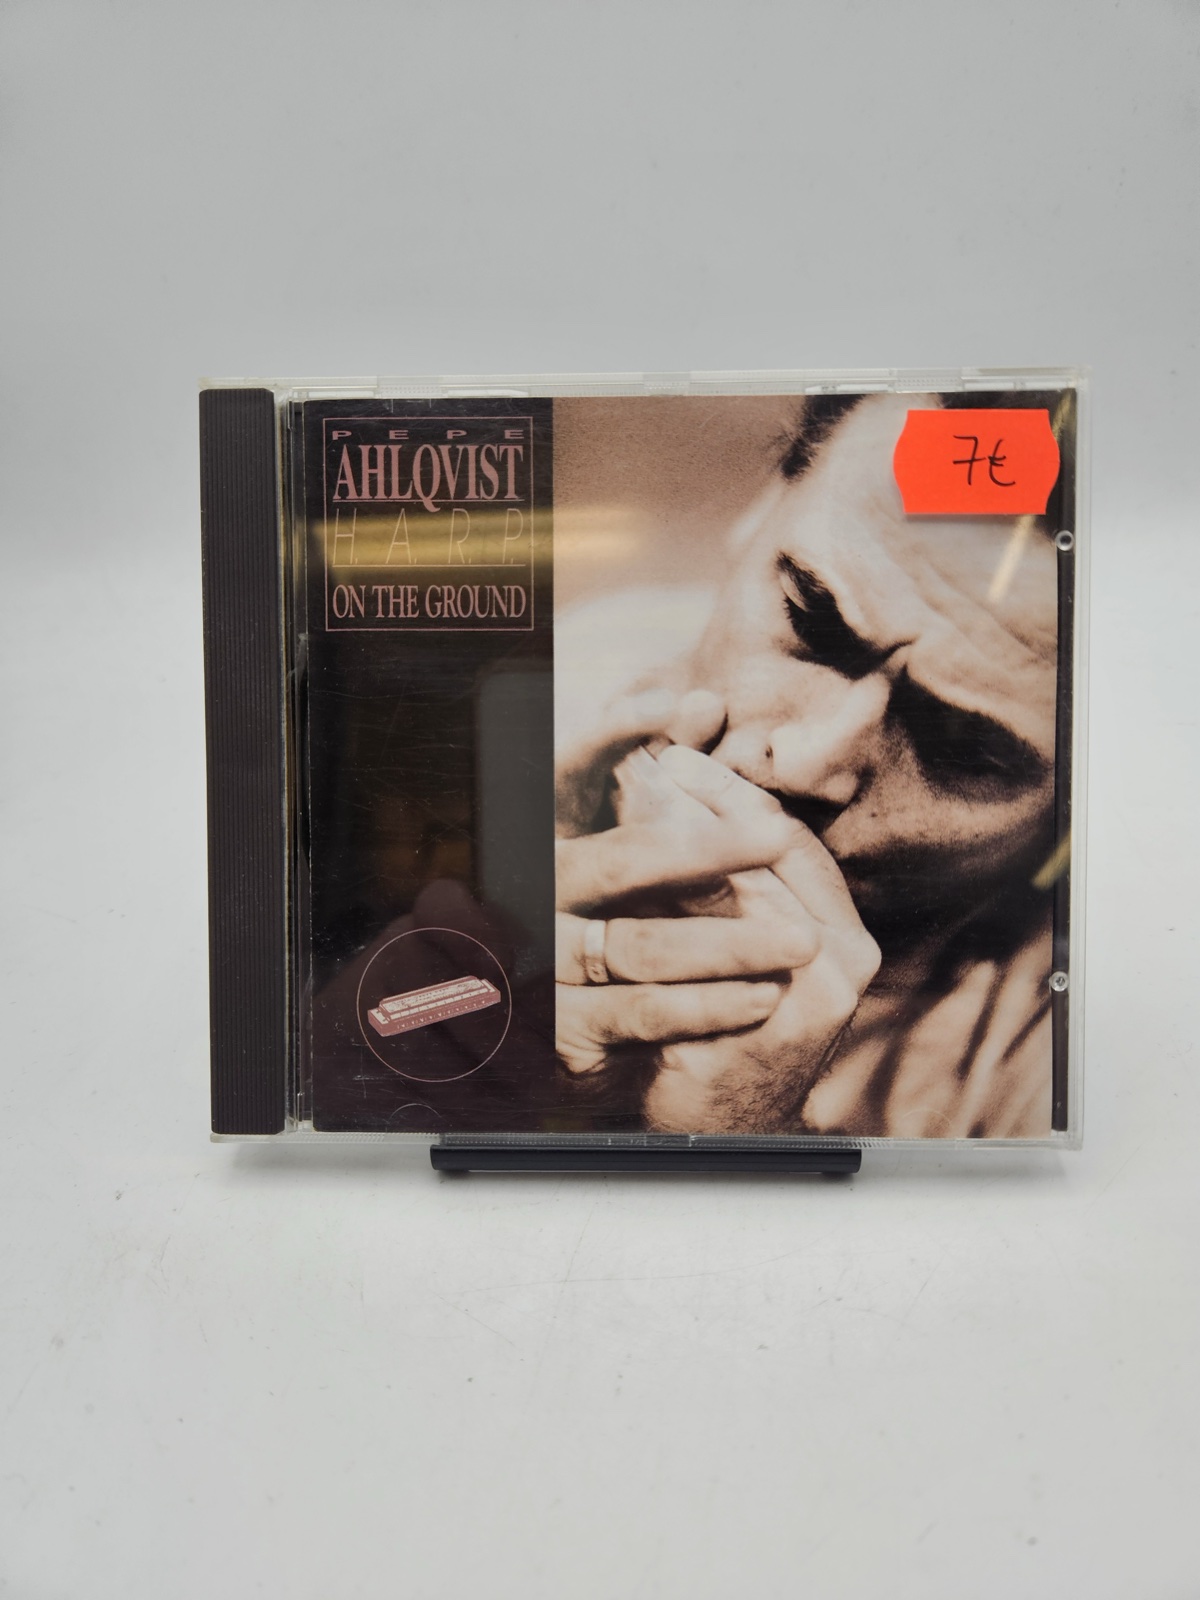 PEPE
AHLQVIST
H.A.R.P.
ON THE GROUND
7€